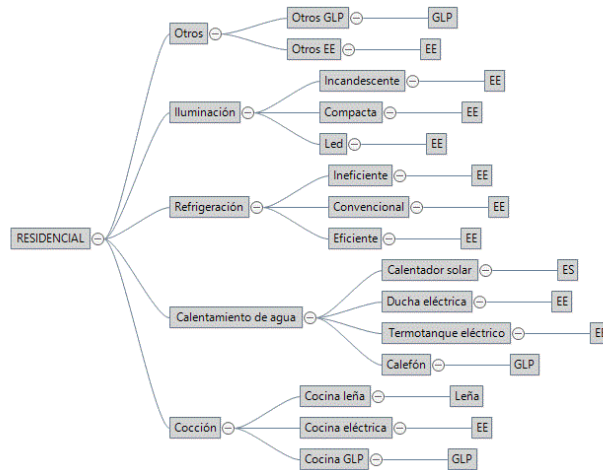 Otros GLP
GLP
Otros
Otros EE
EE
Incandescente
EE
Iluminación
Compacta
EE
Led
EE
Ineficiente
EE
Refrigeración
Convencional
EE
Eficiente
EE
RESIDENCIAL
Calentador solar
ES
Ducha eléctrica
EE
Calentamiento de agua
Termotanque eléctrico
EE
Calefón
GLP
Cocina leña
Leña
Cocción
Cocina eléctrica
EE
Cocina GLP
GLP